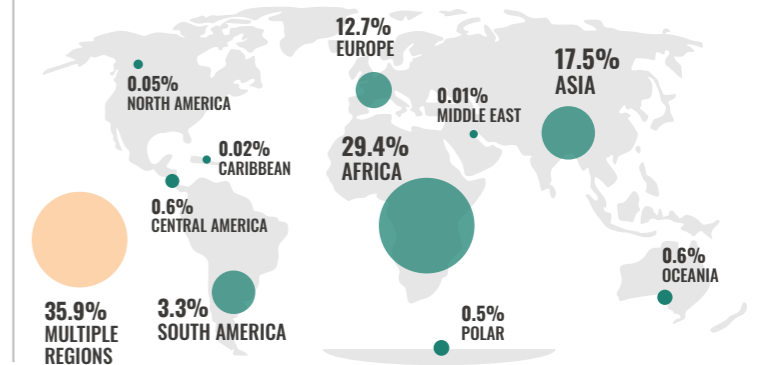 12.7%
EUROPE
17.5%
ASIA
0.05%
NORTH AMERICA
0.01%
MIDDLE EAST
0.02%
CARIBBEAN
29.4%
AFRICA
0.6%
CENTRAL AMERICA
0.6%
OCEANIA
35.9%
MULTIPLE
REGIONS
3.3%
SOUTH AMERICA
0.5%
POLAR